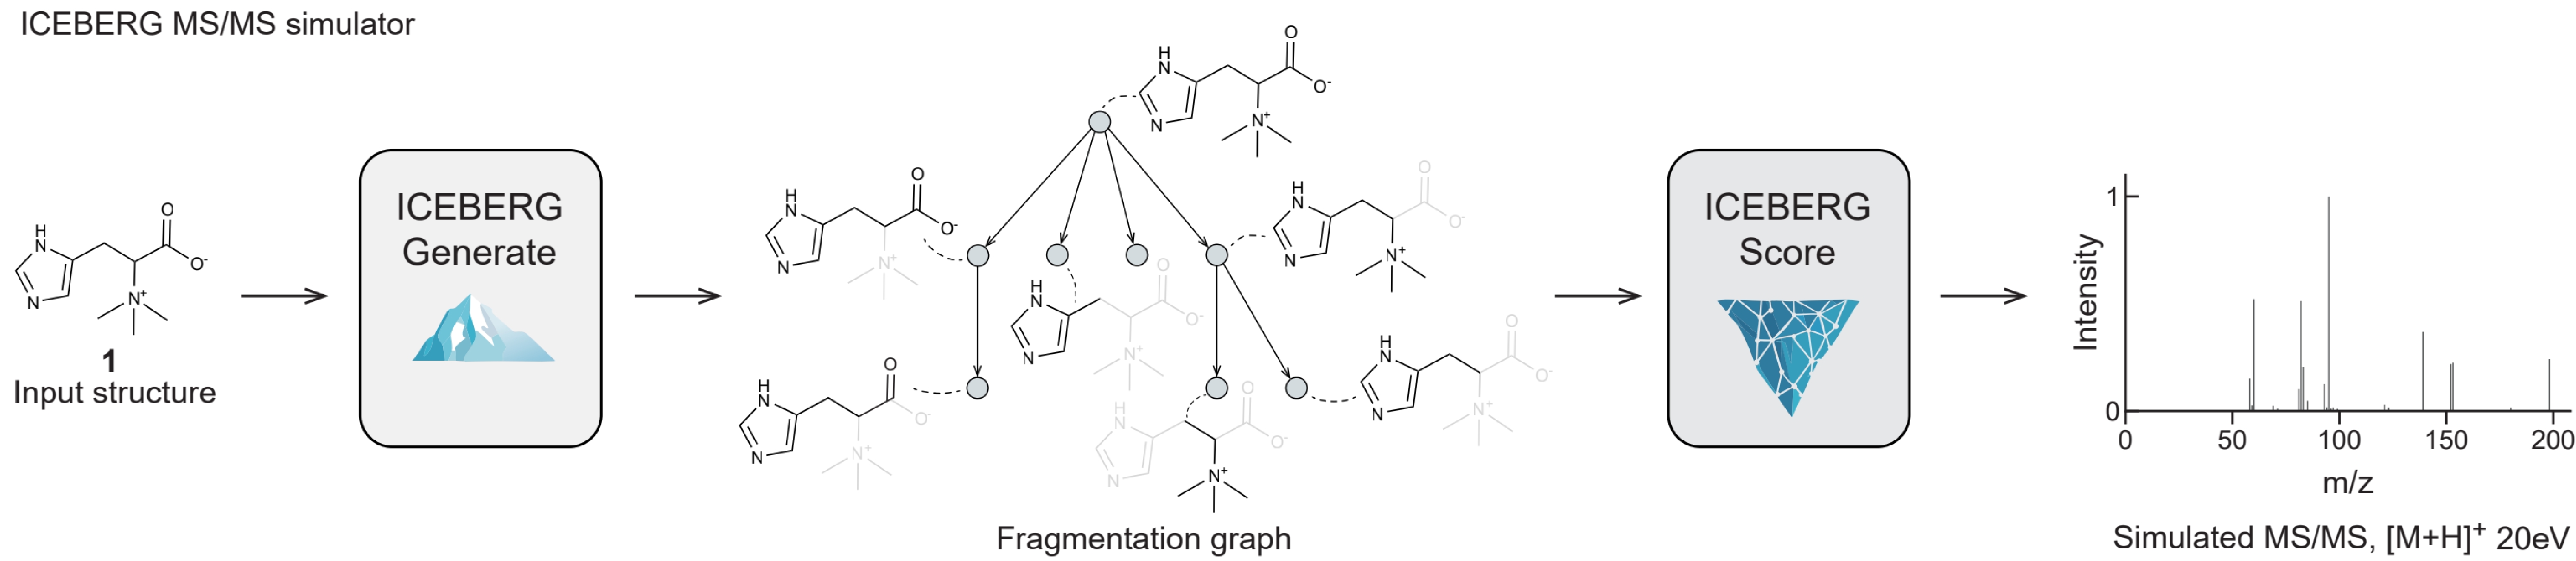 ICEBERG MS/MS simulator
H
N
N
O
O-
N+
1
Input structure
ICEBERG
Generate
H
N
N
O
O-
N+
H
N
N
O
O-
N+
H
N
N
O
O-
N+
H
N
N
O
O-
N+
H
N
N
O
O-
N+
H
N
N
O
O-
N+
H
N
N
O
O-
N+
Fragmentation graph
ICEBERG
Score
Intensity
1
0
0 50 100 150 200
m/z
Simulated MS/MS, [M+H]+ 20eV